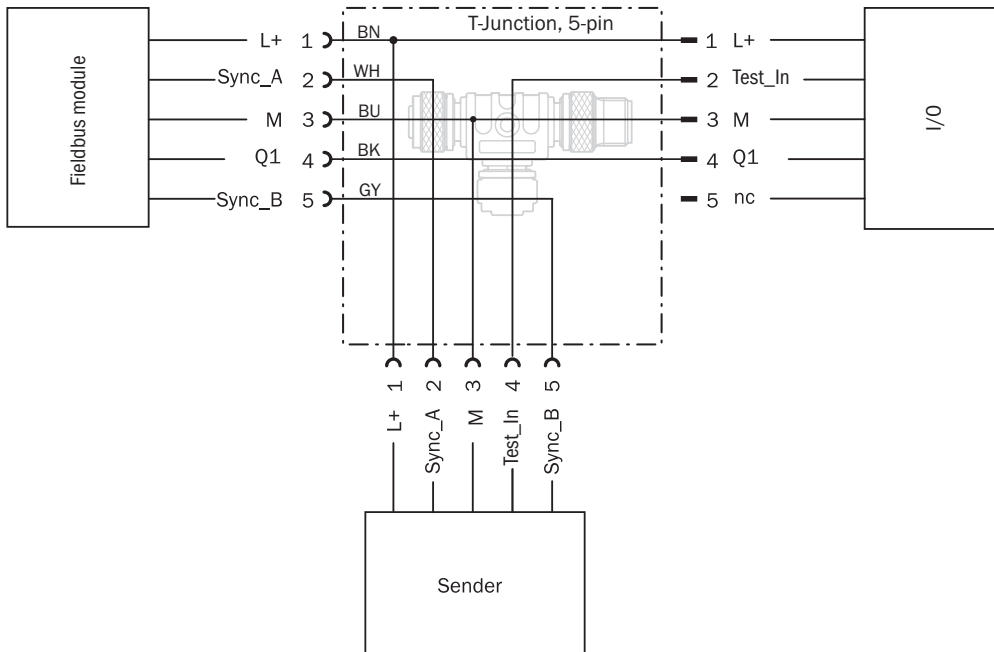 T-Junction, 5-pin
Fieldbus module
L+ 1 BN
Sync_A 2 WH
M 3 BU
Q1 4 BK
Sync_B 5 GY
1 L+
2 Test_In
3 M
4 Q1
5 nc
I/O
1 2 3 4 5
L+ Sync_A M Test_In Sync_B
Sender